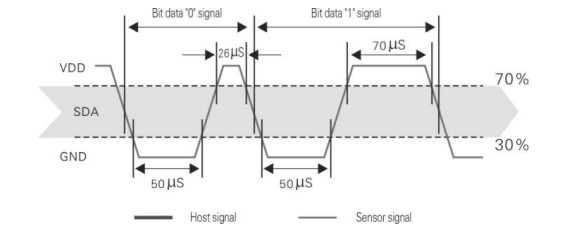 Bit data "0" signal Bit data "1" signal
26μS 70μS
VDD
70%
SDA
30%
GND
50μS 50μS
Host signal Sensor signal